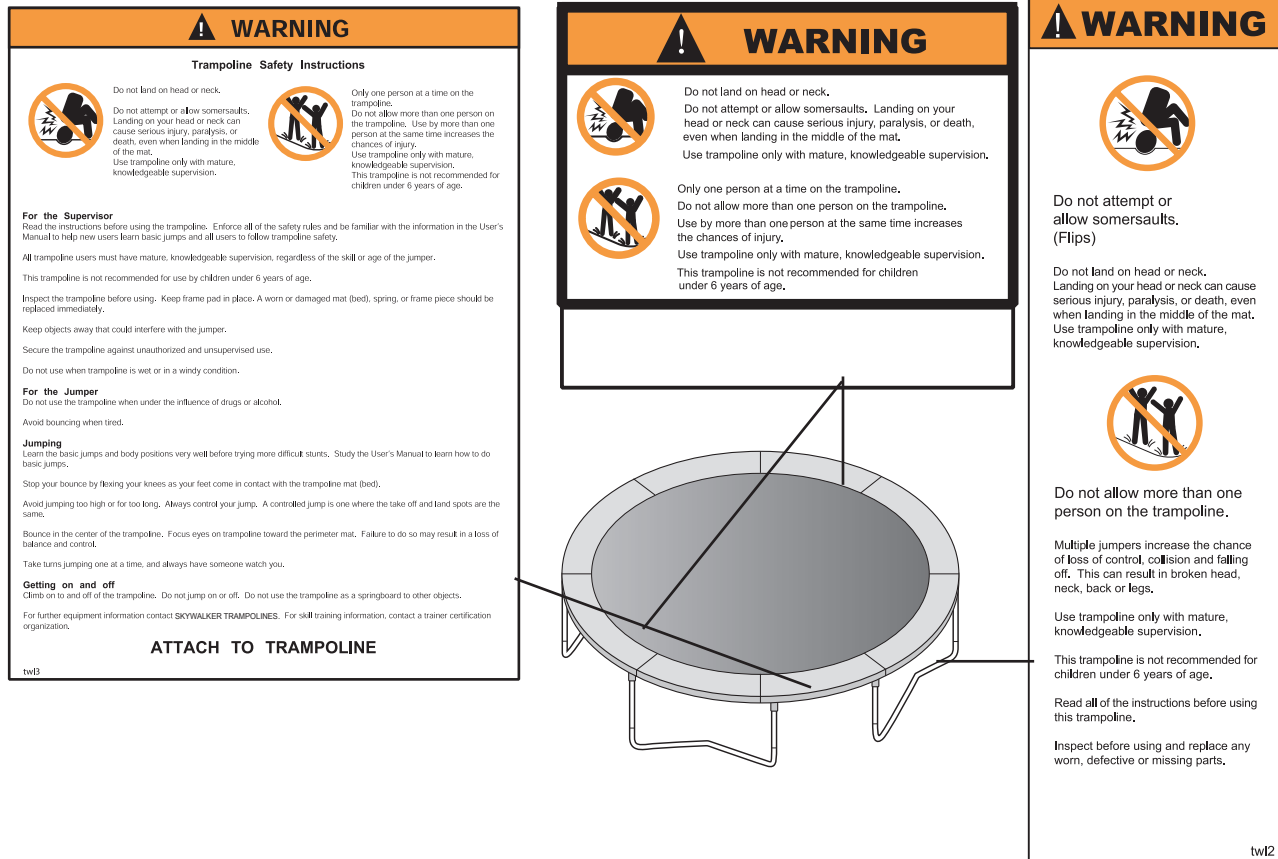 WARNING
Trampoline Safety Instructions
Do not land on head or neck.
Do not attempt or allow somersaults.
Landing on your head or neck can
cause serious injury, paralysis, or
death, even when landing in the middle
of the mat.
Use trampoline only with mature,
knowledgeable supervision.
Only one person at a time on the
trampoline.
Do not allow more than one person on
the trampoline. Use by more than one
person at the same time increases the
chances of injury.
Use trampoline only with mature,
knowledgeable supervision.
This trampoline is not recommended for
children under 6 years of age.
For the Supervisor
Read the instructions before using the trampoline. Enforce all of the safety rules and be familiar with the information in the User's
Manual to help new users learn basic jumps and all users to follow trampoline safety.
All trampoline users must have mature, knowledgeable supervision, regardless of the skill or age of the jumper.
This trampoline is not recommended for use by children under 6 years of age.
Inspect the trampoline before using. Keep frame pad in place. A worn or damaged mat (bed), spring, or frame piece should be
replaced immediately.
Keep objects away that could interfere with the jumper.
Secure the trampoline against unauthorized and unsupervised use.
Do not use when trampoline is wet or in a windy condition.
For the Jumper
Do not use the trampoline when under the influence of drugs or alcohol.
Avoid bouncing when tired.
Jumping
Learn the basic jumps and body positions very well before trying more difficult stunts. Study the User's Manual to learn how to do
basic jumps.
Stop your bounce by flexing your knees as your feet come in contact with the trampoline mat (bed).
Avoid jumping too high or for too long. Always control your jump. A controlled jump is one where the take off and land spots are the
same.
Bounce in the center of the trampoline. Focus eyes on trampoline toward the perimeter mat. Failure to do so may result in a loss of
balance and control.
Take turns jumping one at a time, and always have someone watch you.
Getting on and off
Climb on to and off of the trampoline. Do not jump on or off. Do not use the trampoline as a springboard to other objects.
For further equipment information contact SKYWALKER TRAMPOLINES. For skill training information, contact a trainer certification
organization.
ATTACH TO TRAMPOLINE
twl3
WARNING
Do not land on head or neck.
Do not attempt or allow somersaults. Landing on your
head or neck can cause serious injury, paralysis, or death,
even when landing in the middle of the mat.
Use trampoline only with mature, knowledgeable supervision.
Only one person at a time on the trampoline.
Do not allow more than one person on the trampoline.
Use by more than one person at the same time increases
the chances of injury.
Use trampoline only with mature, knowledgeable supervision.
This trampoline is not recommended for children
under 6 years of age.
WARNING
Do not attempt or
allow somersaults.
(Flips)
Do not land on head or neck.
Landing on your head or neck can cause
serious injury, paralysis, or death, even
when landing in the middle of the mat.
Use trampoline only with mature,
knowledgeable supervision.
Do not allow more than one
person on the trampoline.
Multiple jumpers increase the chance
of loss of control, collision and falling
off. This can result in broken head,
neck, back or legs.
Use trampoline only with mature,
knowledgeable supervision.
This trampoline is not recommended for
children under 6 years of age.
Read all of the instructions before using
this trampoline.
Inspect before using and replace any
worn, defective or missing parts.
twl2